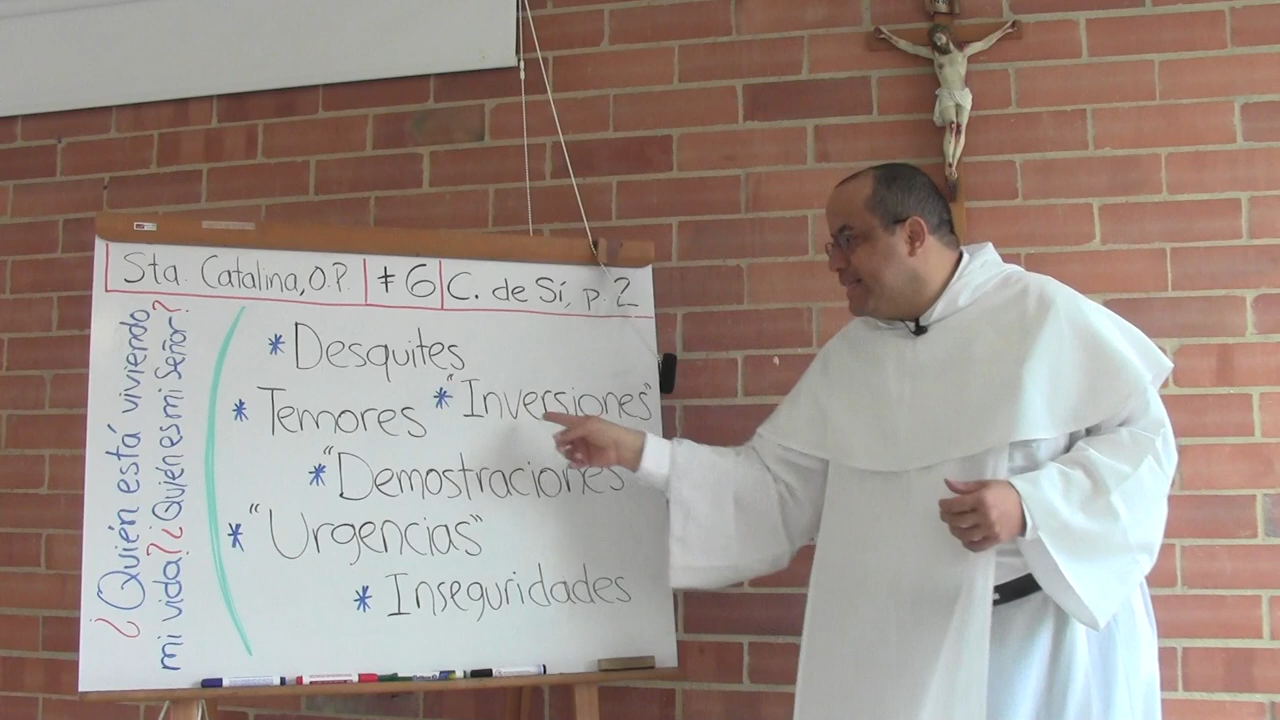 Sta. Catalina, O.P. ‡ 6 C. de Sí, p. 2
¿Quién está viviendo
mi vida? ¿Quién es mi Señor?
* Desquites
* Temores * "Inversiones"
* "Demostraciones"
* "Urgencias"
* Inseguridades